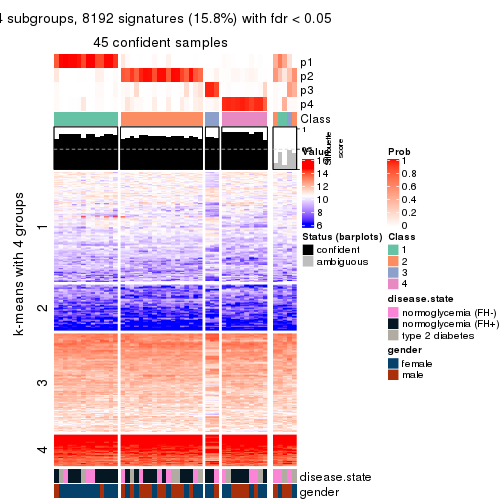 4 subgroups, 8192 signatures (15.8%) with fdr < 0.05
45 confident samples
p1
p2
p3
p4
Class
1
0
Silhouette
score
k-means with 4 groups
1
2
3
4
disease.state
gender
Value
16
14
12
10
8
6
Status (barplots)
confident
ambiguous
Prob
1
0.8
0.6
0.4
0.2
0
Class
1
2
3
4
disease.state
normoglycemia (FH-)
normoglycemia (FH+)
type 2 diabetes
gender
female
male